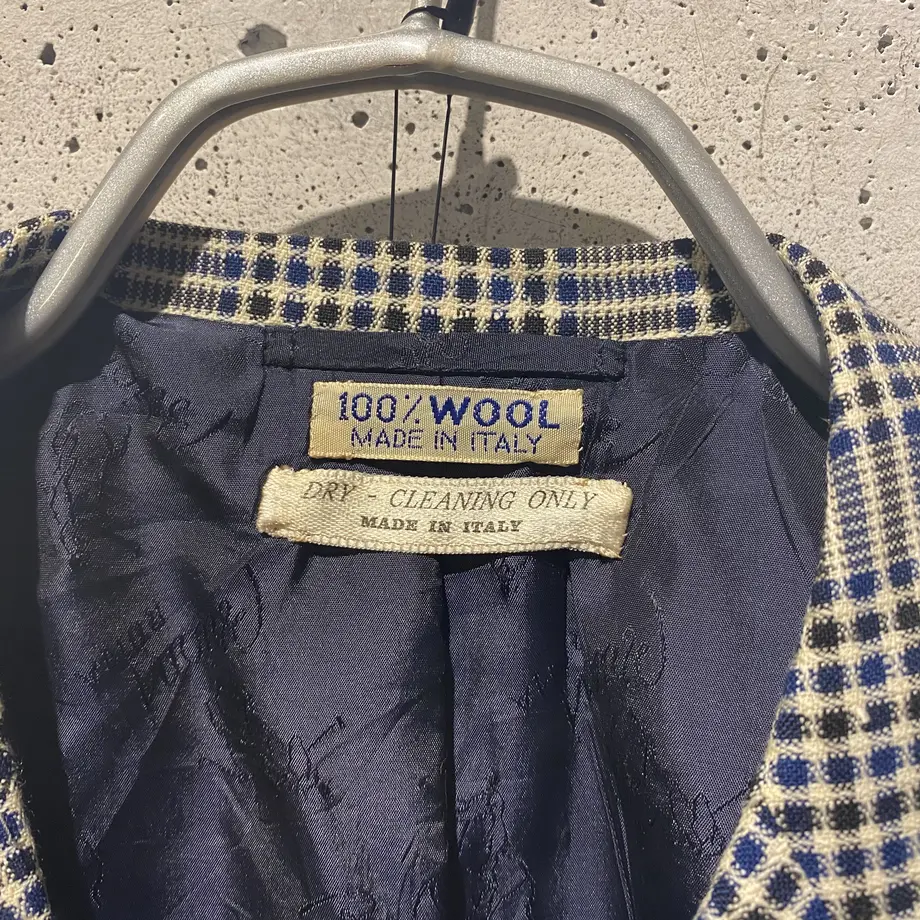 100% WOOL
MADE IN ITALY
DRY - CLEANING ONLY
MADE IN ITALY